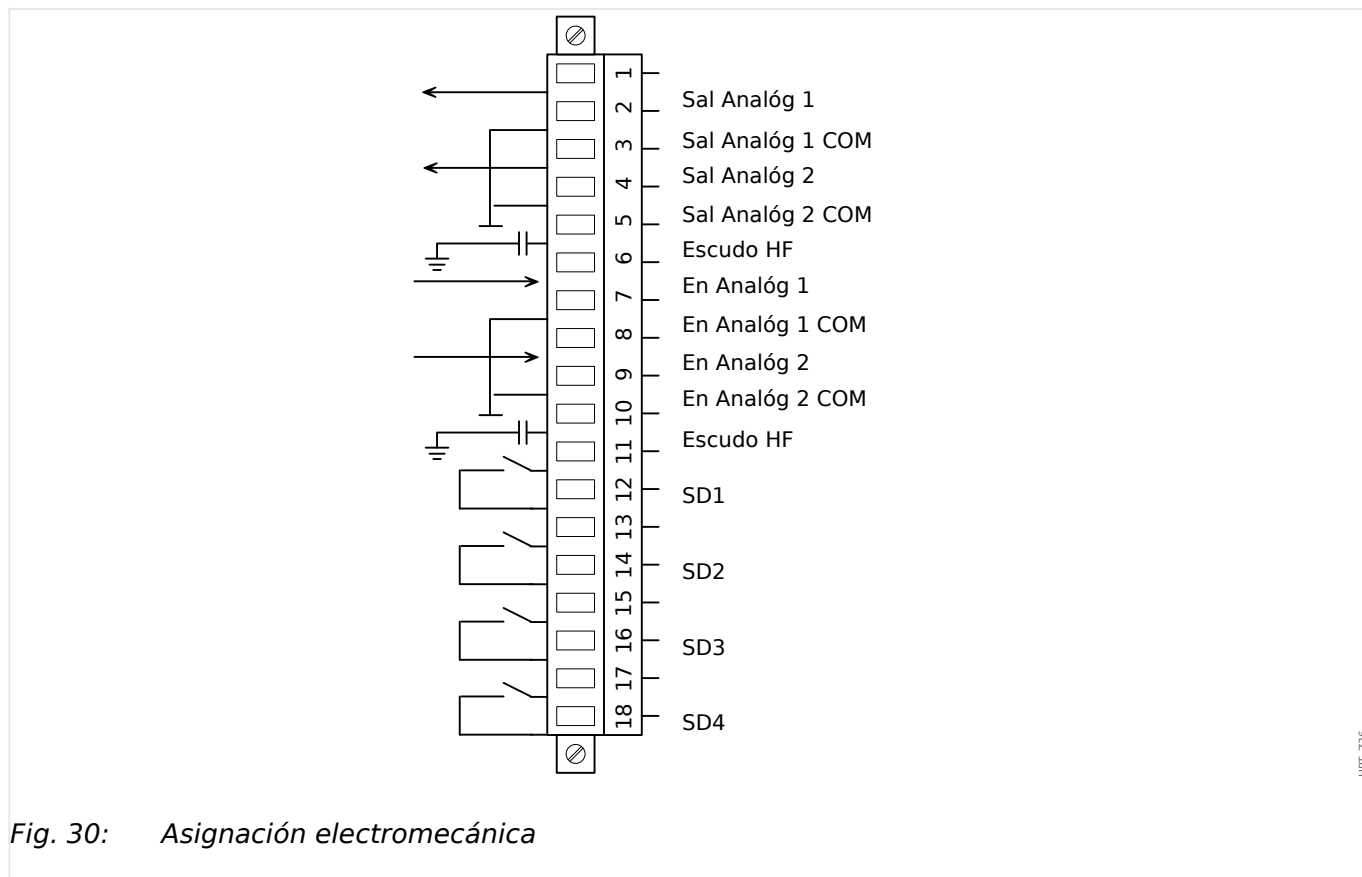 1
Sal Analóg 1
2
Sal Analóg 1 COM
3
Sal Analóg 2
4
Sal Analóg 2 COM
5
Escudo HF
6
En Analóg 1
7
En Analóg 1 COM
8
En Analóg 2
9
En Analóg 2 COM
10
Escudo HF
11
12
SD1
13
14
SD2
15
16
SD3
17
18
SD4
Fig. 30: Asignación electromecánica